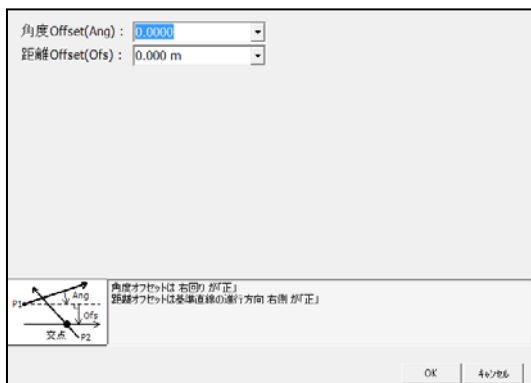 角度Offset(Ang)： 0.0000
距離Offset(Ofs)： 0.000 m
角度オフセットは 右回り が「正」
距離オフセットは基準直線の進行方向 右側 が「正」
P1
Ang
Ofs
交点
P2
OK
キャンセル